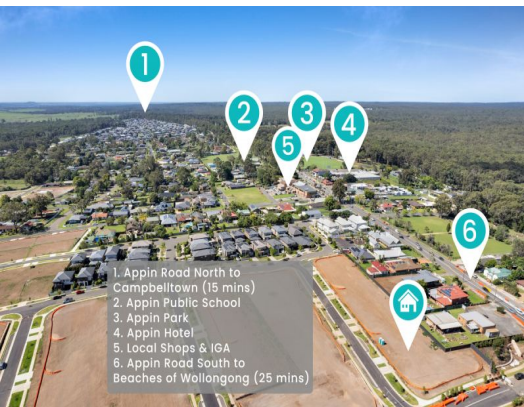 1
2
3
4
5
6
1. Appin Road North to
Campbelltown (15 mins)
2. Appin Public School
3. Appin Park
4. Appin Hotel
5. Local Shops & IGA
6. Appin Road South to
Beaches of Wollongong (25 mins)